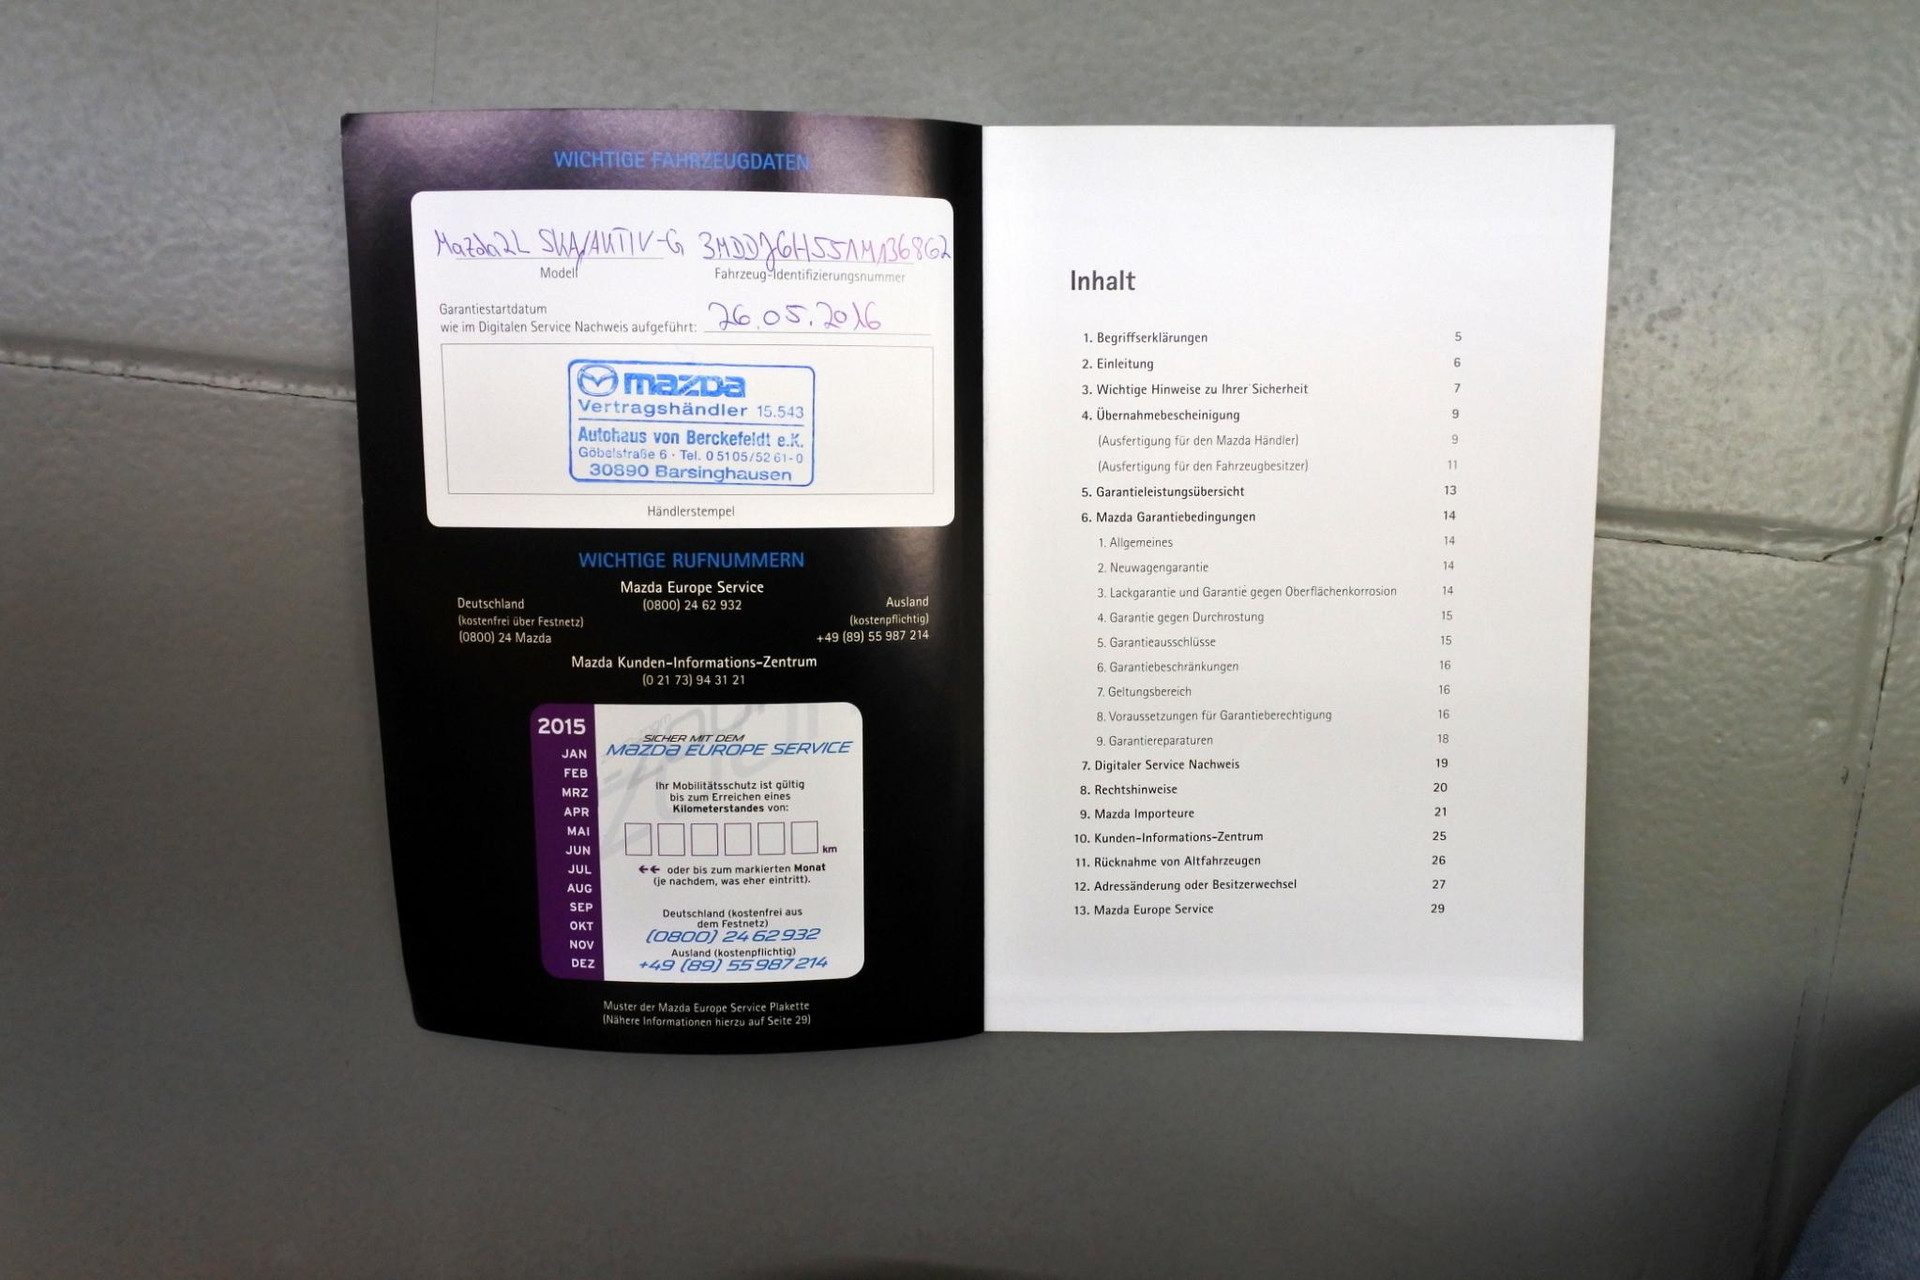 WICHTIGE FAHRZEUGDATEN
Mazda2L SKA/AKTIV-G 3MDDJ6H551M136862
Modell Fahrzeug-Identifizierungsnummer
Garantiestartdatum
wie im Digitalen Service Nachweis aufgeführt: 26.05.2016
mazda
Vertragshändler 15.543
Autohaus von Berckefeldt e.K.
Göbelstraße 6 · Tel. 0 5105/52 61-0
30890 Barsinghausen
Händlerstempel
WICHTIGE RUFNUMMERN
Mazda Europe Service
(0800) 24 62 932
Deutschland
(kostenfrei über Festnetz)
(0800) 24 Mazda
Ausland
(kostenpflichtig)
+49 (89) 55 987 214
Mazda Kunden-Informations-Zentrum
(0 21 73) 94 31 21
2015
JAN
FEB
MRZ
APR
MAI
JUN
JUL
AUG
SEP
OKT
NOV
DEZ
SICHER MIT DEM
mazda EUROPE SERVICE
Ihr Mobilitätsschutz ist gültig
bis zum Erreichen eines
Kilometerstandes von:
km
←← oder bis zum markierten Monat
(je nachdem, was eher eintritt).
Deutschland (kostenfrei aus
dem Festnetz)
(0800) 24 62 932
Ausland (kostenpflichtig)
+49 (89) 55 987 214
Muster der Mazda Europe Service Plakette
(Nähere Informationen hierzu auf Seite 29)
Inhalt
1. Begriffserklärungen 5
2. Einleitung 6
3. Wichtige Hinweise zu Ihrer Sicherheit 7
4. Übernahmebescheinigung 9
(Ausfertigung für den Mazda Händler) 9
(Ausfertigung für den Fahrzeugbesitzer) 11
5. Garantieleistungsübersicht 13
6. Mazda Garantiebedingungen 14
1. Allgemeines 14
2. Neuwagengarantie 14
3. Lackgarantie und Garantie gegen Oberflächenkorrosion 14
4. Garantie gegen Durchrostung 15
5. Garantieausschlüsse 15
6. Garantiebeschränkungen 16
7. Geltungsbereich 16
8. Voraussetzungen für Garantieberechtigung 16
9. Garantiereparaturen 18
7. Digitaler Service Nachweis 19
8. Rechtshinweise 20
9. Mazda Importeure 21
10. Kunden-Informations-Zentrum 25
11. Rücknahme von Altfahrzeugen 26
12. Adressänderung oder Besitzerwechsel 27
13. Mazda Europe Service 29